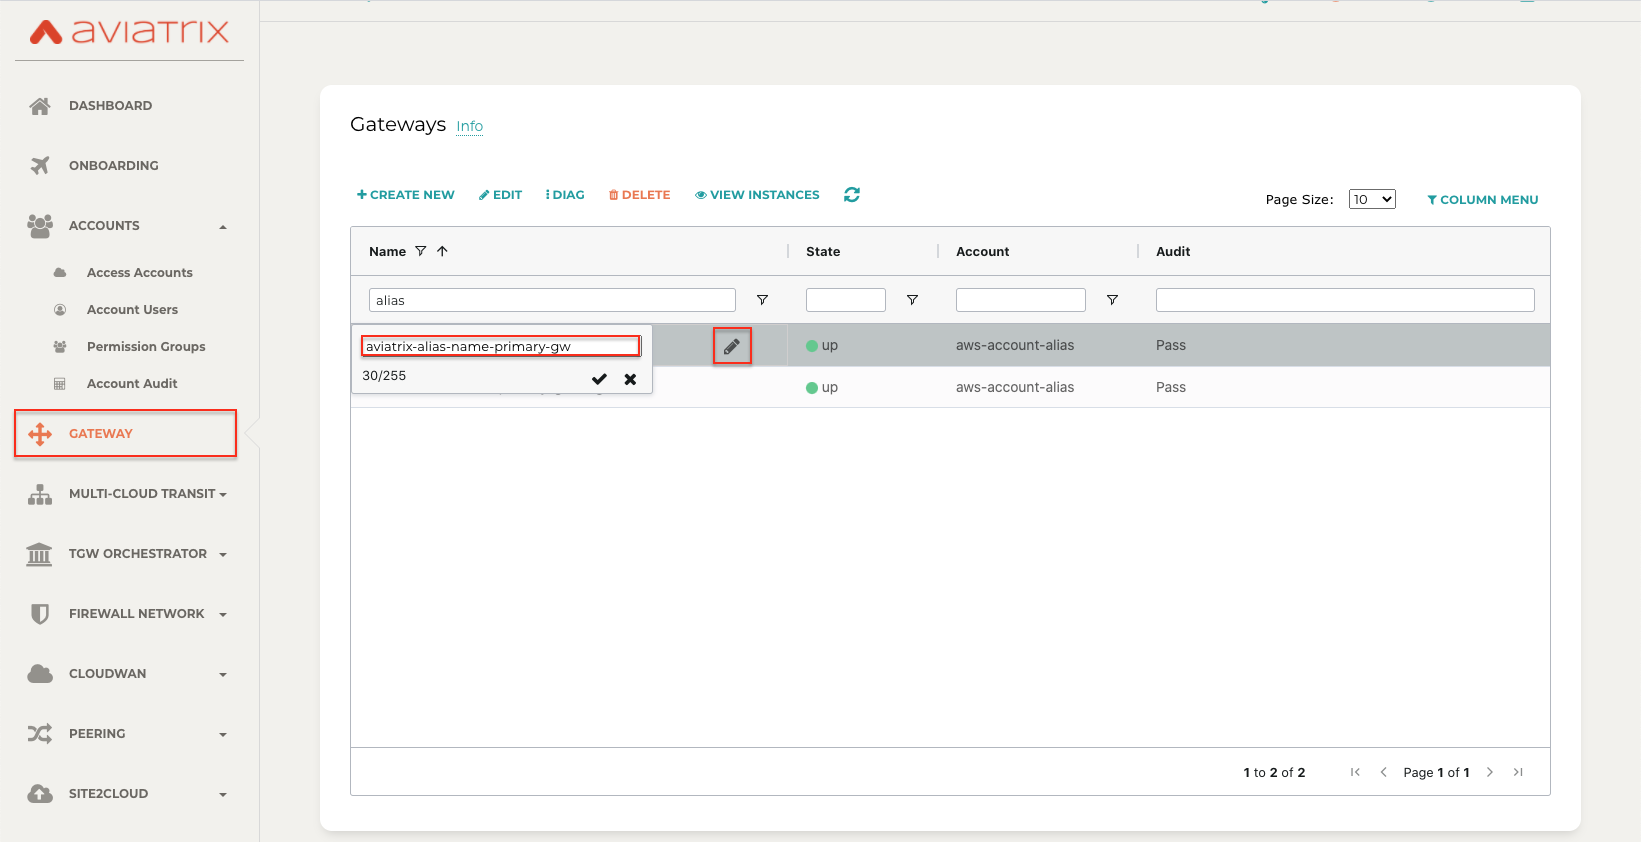 aviatrix
DASHBOARD
ONBOARDING
ACCOUNTS
Access Accounts
Account Users
Permission Groups
Account Audit
GATEWAY
MULTI-CLOUD TRANSIT
TGW ORCHESTRATOR
FIREWALL NETWORK
CLOUDWAN
PEERING
SITE2CLOUD
Gateways Info
CREATE NEW EDIT DIAG DELETE VIEW INSTANCES
Page Size: 10 COLUMN MENU
Name State Account Audit
alias
aviatrix-alias-name-primary-gw up aws-account-alias Pass
30/255
up aws-account-alias Pass
1 to 2 of 2 Page 1 of 1